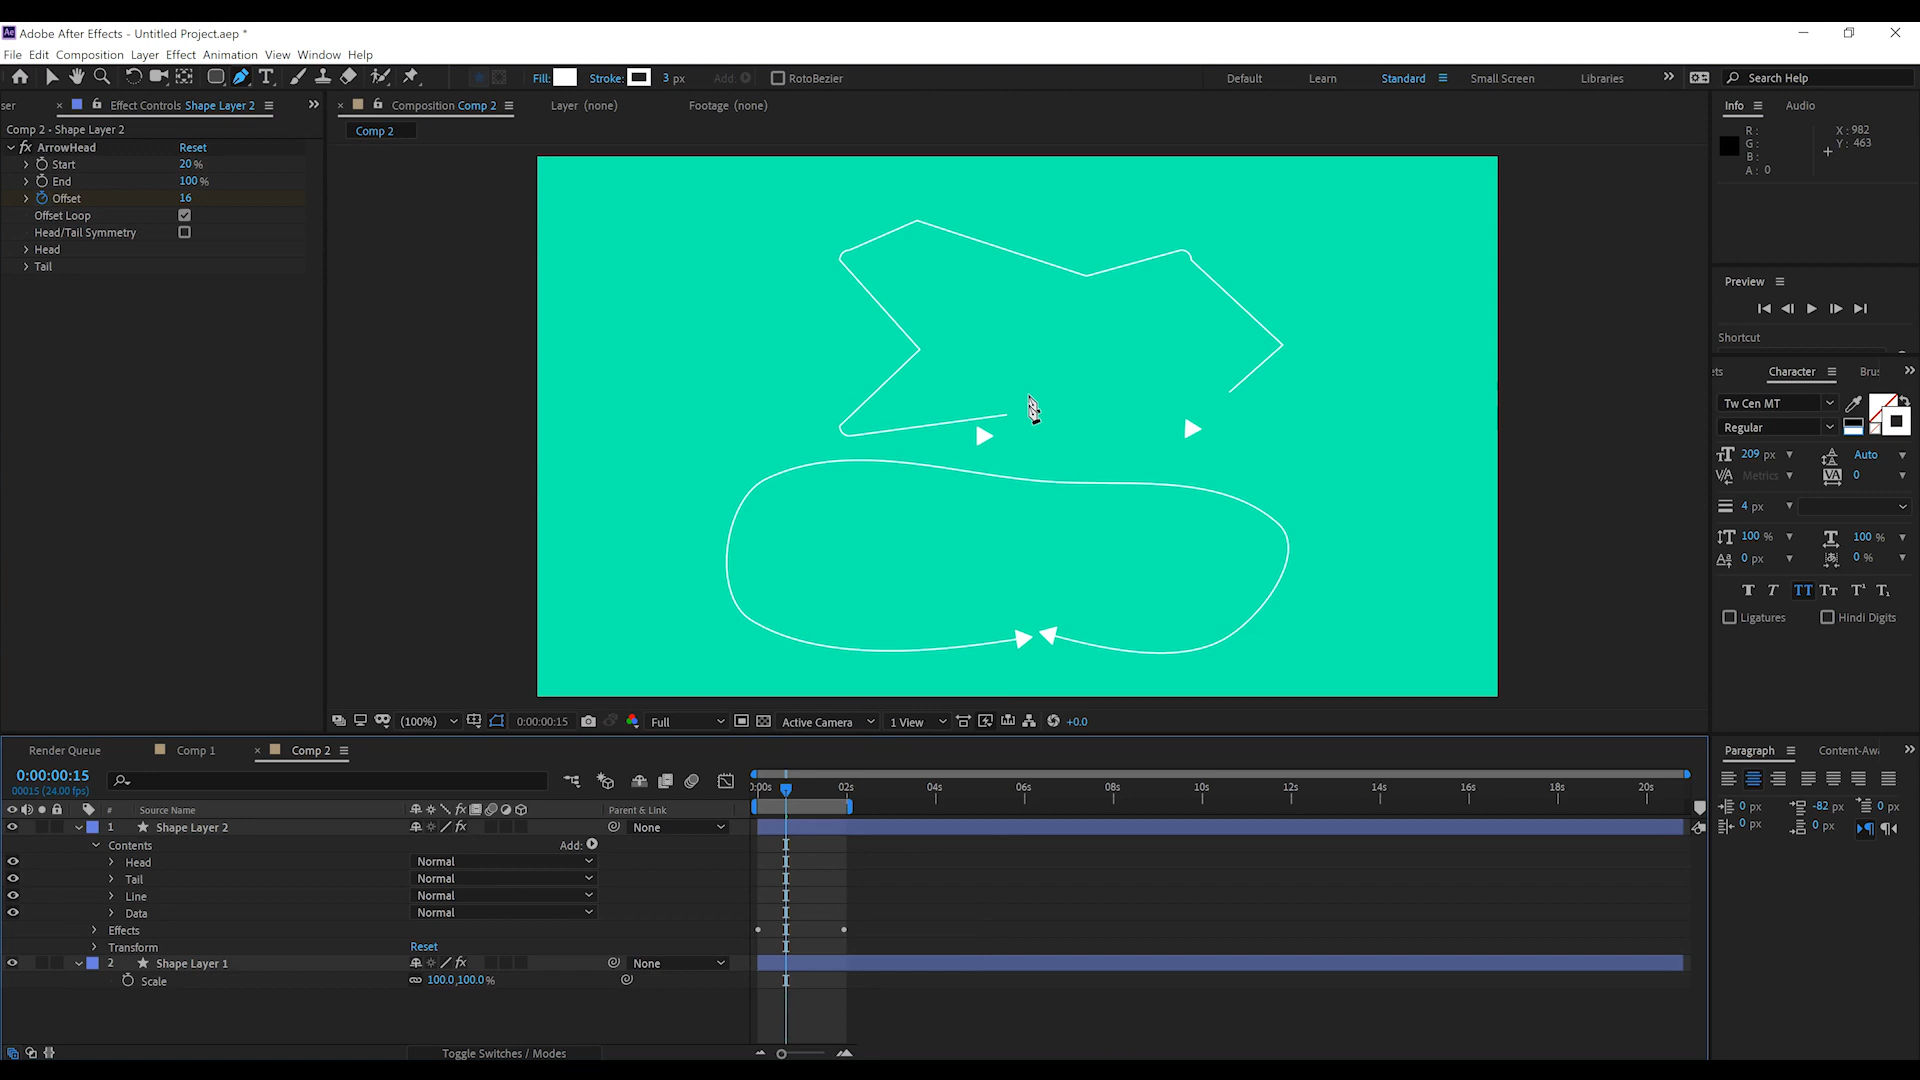 Ae Adobe After Effects - Untitled Project.aep *
File Edit Composition Layer Effect Animation View Window Help
Fill: Stroke: 3 px Add: RotoBezier Default Learn Standard Small Screen Libraries Search Help
ser Effect Controls Shape Layer 2 Composition Comp 2 Layer (none) Footage (none) Info Audio
Comp 2 • Shape Layer 2
Comp 2
fx ArrowHead Reset
Start 20 %
End 100 %
Offset 16
Offset Loop
Head/Tail Symmetry
Head
Tail
R: X: 982
G: Y: 463
B:
A: 0
Preview
Shortcut
ets Character Brus
Tw Cen MT
Regular
209 px Auto
Metrics 0
4 px
100 % 100 %
0 px 0 %
T T TT Tt T¹ T₁
Ligatures Hindi Digits
(100%) 0:00:00:15 Full Active Camera 1 View +0.0
Render Queue Comp 1 Comp 2
0:00:00:15
00015 (24.00 fps)
# Source Name fx Parent & Link
:00s 02s 04s 06s 08s 10s 12s 14s 16s 18s 20s
1 Shape Layer 2 fx None
Contents Add:
Head Normal
Tail Normal
Line Normal
Data Normal
Effects
Transform Reset
2 Shape Layer 1 fx None
Scale 100.0,100.0 %
Toggle Switches / Modes
Paragraph Content-Aw
0 px -82 px 0 px
0 px 0 px